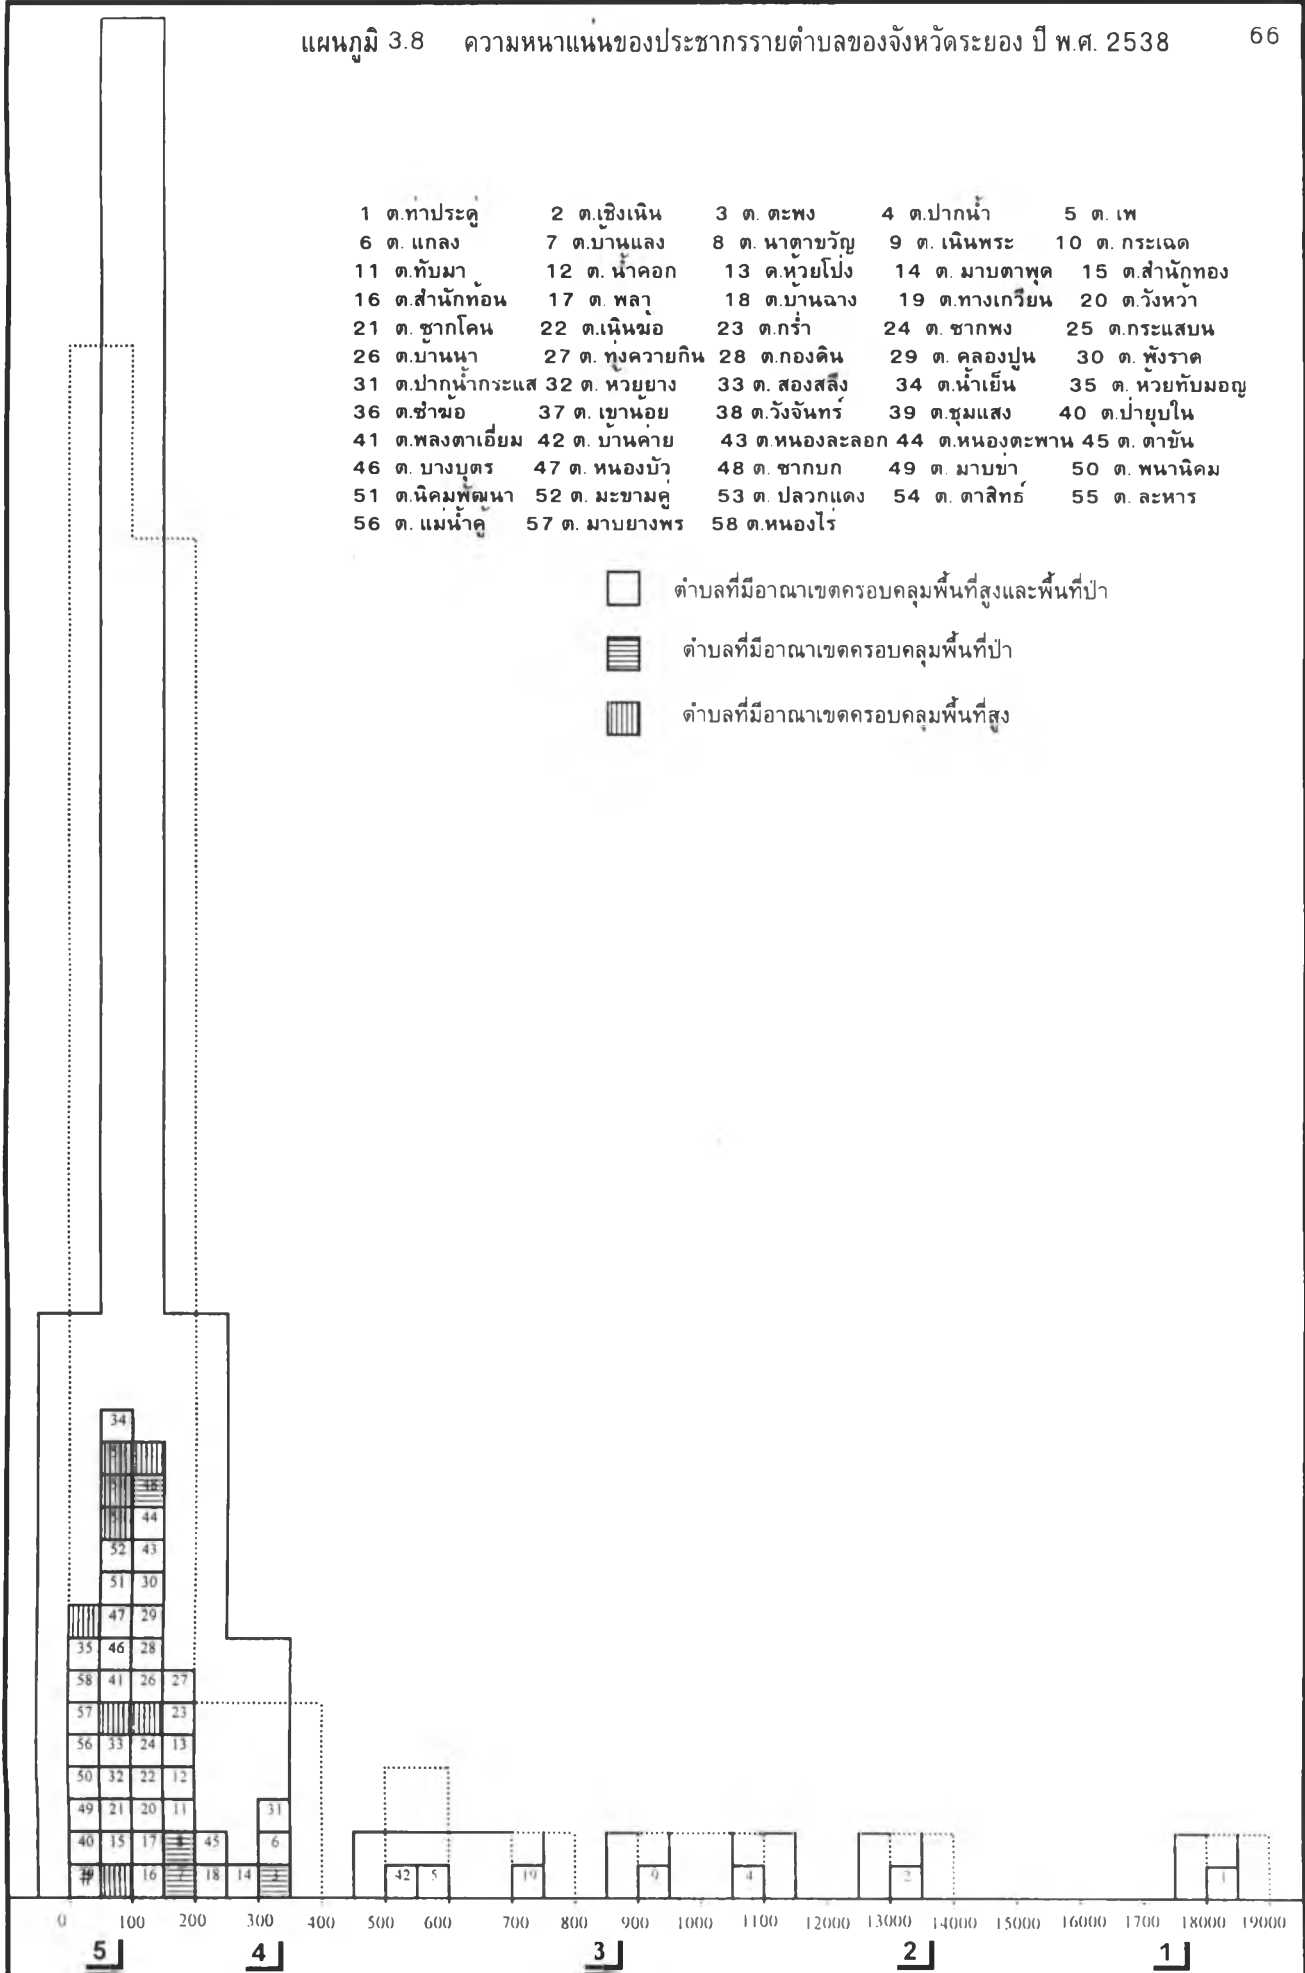 แผนภูมิ 3.8 ความหนาแน่นของประชากรรายตำบลของจังหวัดระยอง ปี พ.ศ. 2538 66
1 ต.ท่าประดู่ 2 ต.เชิงเนิน 3 ต. ตะพง 4 ต.ปากน้ำ 5 ต. เพ
6 ต. แกลง 7 ต.บ้านแลง 8 ต. นาตาขวัญ 9 ต. เนินพระ 10 ต. กระเฉด
11 ต.ทับมา 12 ต. น้ำคอก 13 ต.ห้วยโป่ง 14 ต. มาบตาพุด 15 ต.สำนักทอง
16 ต.สำนักท้อน 17 ต. พลา 18 ต.บ้านฉาง 19 ต.ทางเกวียน 20 ต.วังหว้า
21 ต. ชากโดน 22 ต.เนินฆ้อ 23 ต.กร่ำ 24 ต. ชากพง 25 ต.กระแสบน
26 ต.บ้านนา 27 ต. ทุ่งควายกิน 28 ต.กองดิน 29 ต. คลองปูน 30 ต. พังราด
31 ต.ปากน้ำกระแส 32 ต. ห้วยยาง 33 ต. สองสลึง 34 ต.น้ำเย็น 35 ต. ห้วยทับมอญ
36 ต.ชำฆ้อ 37 ต. เขาน้อย 38 ต.วังจันทร์ 39 ต.ชุมแสง 40 ต.ป่ายุบใน
41 ต.พลงตาเอี่ยม 42 ต. บ้านค่าย 43 ต.หนองละลอก 44 ต.หนองตะพาน 45 ต. ตาขัน
46 ต. บางบุตร 47 ต. หนองบัว 48 ต. ชากบก 49 ต. มาบข่า 50 ต. พนานิคม
51 ต.นิคมพัฒนา 52 ต. มะขามคู่ 53 ต. ปลวกแดง 54 ต. ตาสิทธิ์ 55 ต. ละหาร
56 ต. แม่น้ำคู้ 57 ต. มาบยางพร 58 ต.หนองไร่
ตำบลที่มีอาณาเขตครอบคลุมพื้นที่สูงและพื้นที่ป่า
ตำบลที่มีอาณาเขตครอบคลุมพื้นที่ป่า
ตำบลที่มีอาณาเขตครอบคลุมพื้นที่สูง
34
48
44
52 43
51 30
47 29
35 46 28
58 41 26 27
57 23
56 33 24 13
50 32 22 12
49 21 20 11 31
40 15 17 8 45 6
16 7 18 14 3 42 5 19 9 4 2 1
0 100 200 300 400 500 600 700 800 900 1000 1100 12000 13000 14000 15000 16000 1700 18000 19000
5 4 3 2 1